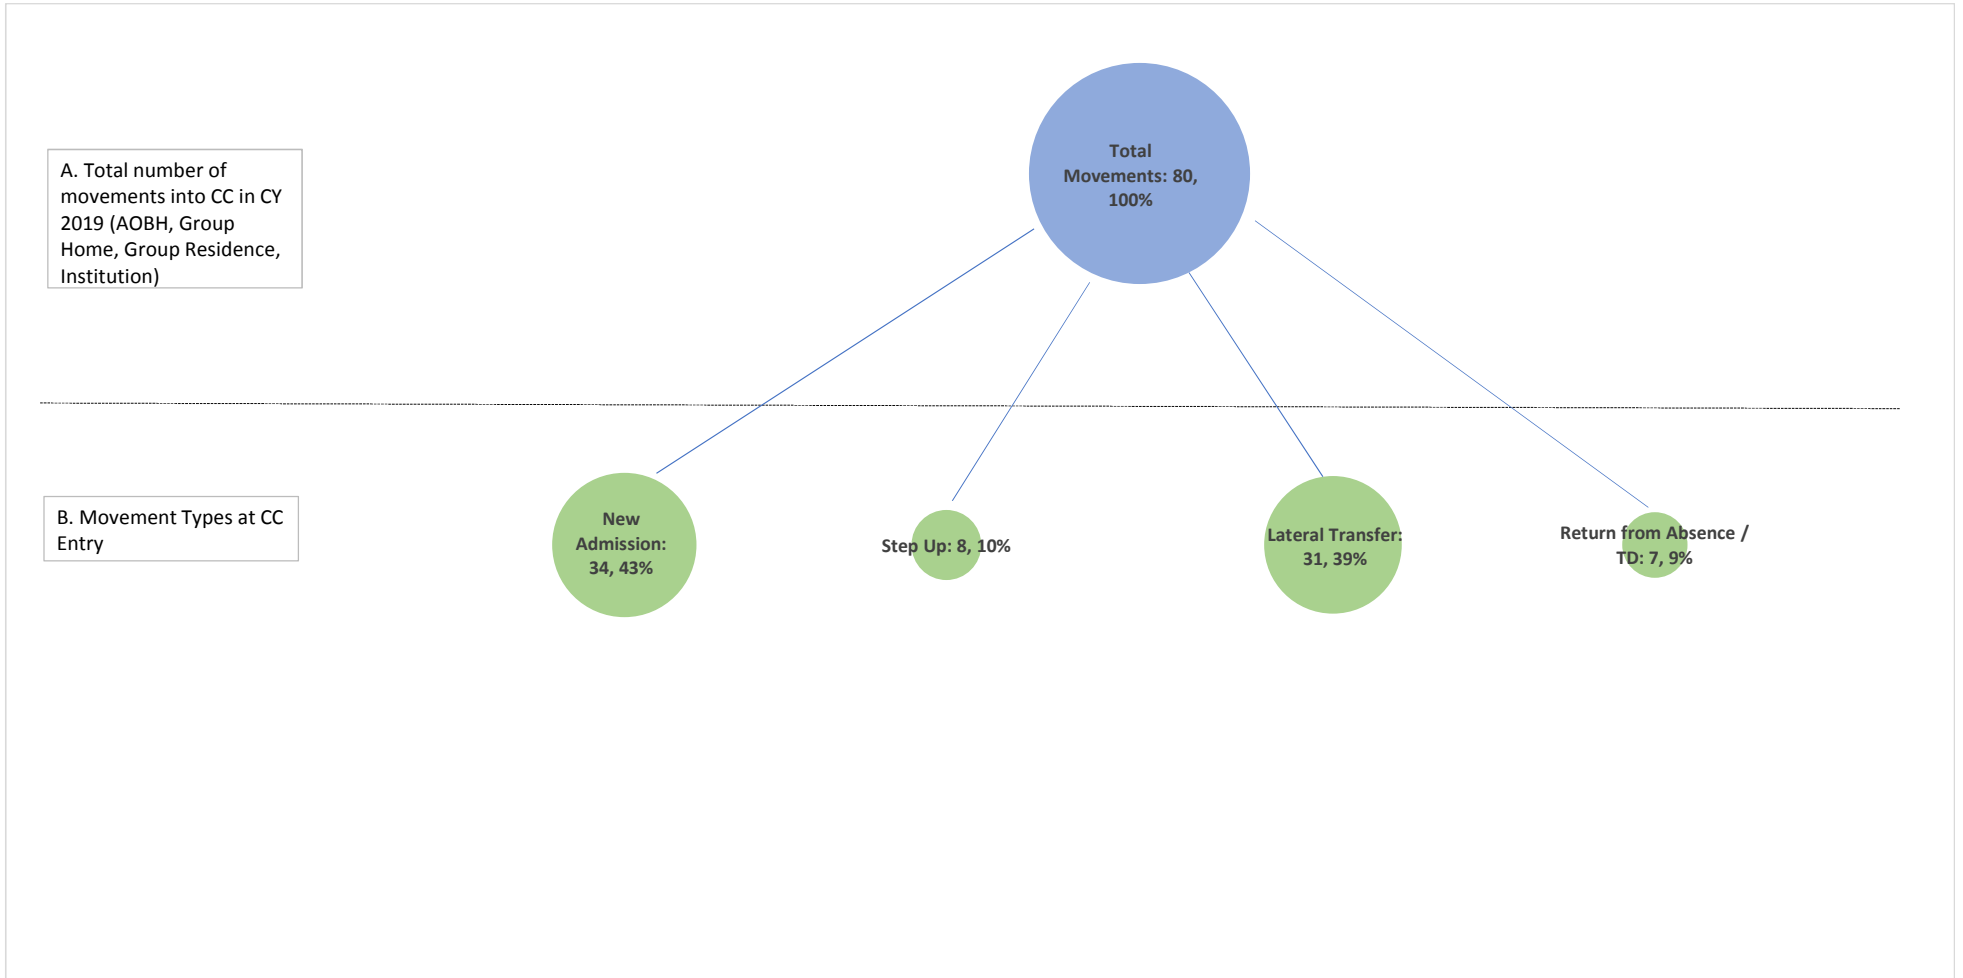 Total
Movements: 80,
100%
A. Total number of
movements into CC in CY
2019 (AOBH, Group
Home, Group Residence,
Institution)
B. Movement Types at CC
Entry
New
Admission:
34, 43%
Step Up: 8, 10%
Lateral Transfer:
31, 39%
Return from Absence /
TD: 7, 9%